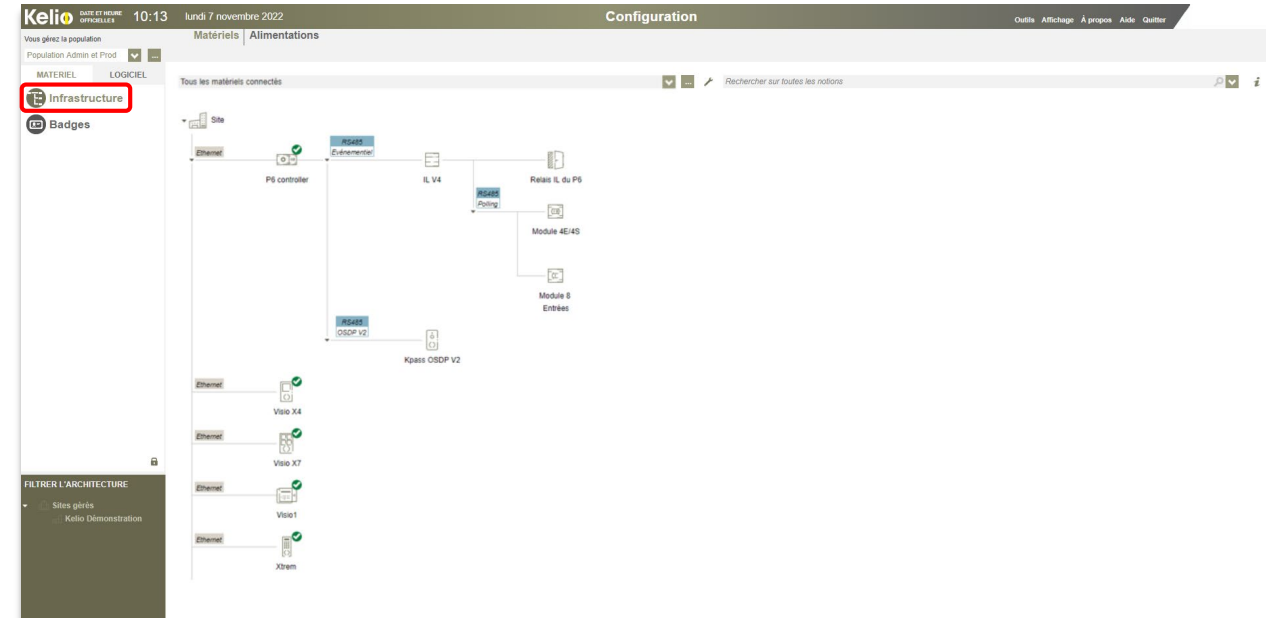 Kelio DATE ET HEURE OFFICIELLES 10:13 lundi 7 novembre 2022 Configuration Outils Affichage À propos Aide Quitter
Vous gérez la population
Matériels Alimentations
Population Admin et Prod ...
MATERIEL LOGICIEL
Tous les matériels connectés ... Rechercher sur toutes les notions i
Infrastructure
Badges
Site
Ethernet
RS485
Evénementiel
P6 controller
IL V4
Relais IL du P6
RS485
Polling
Module 4E/4S
Module 8
Entrées
RS485
OSDP V2
Kpass OSDP V2
Ethernet
Visio X4
Ethernet
Visio X7
Ethernet
Visio1
Ethernet
Xtrem
FILTRER L'ARCHITECTURE
Sites gérés
Kelio Démonstration